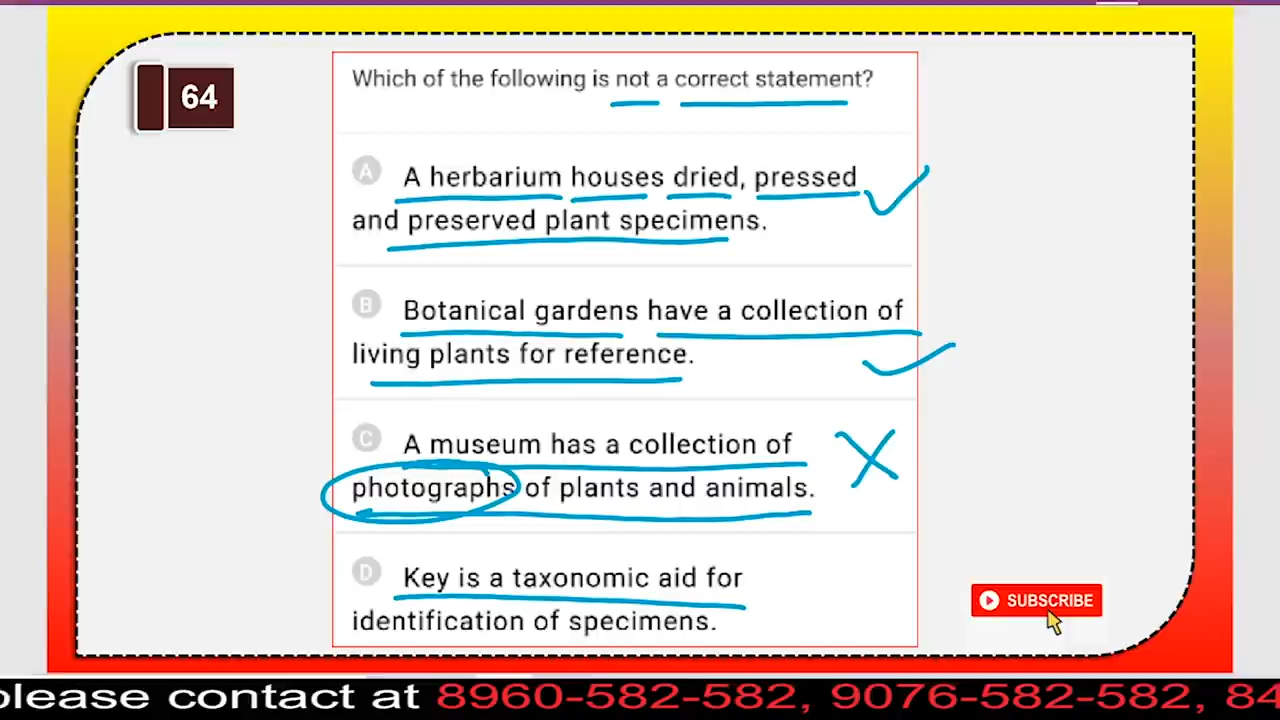 64
Which of the following is not a correct statement?
A
A herbarium houses dried, pressed
and preserved plant specimens.
B
Botanical gardens have a collection of
living plants for reference.
C
A museum has a collection of
photographs of plants and animals.
D
Key is a taxonomic aid for
identification of specimens.
SUBSCRIBE
please contact at 8960-582-582, 9076-582-582, 84